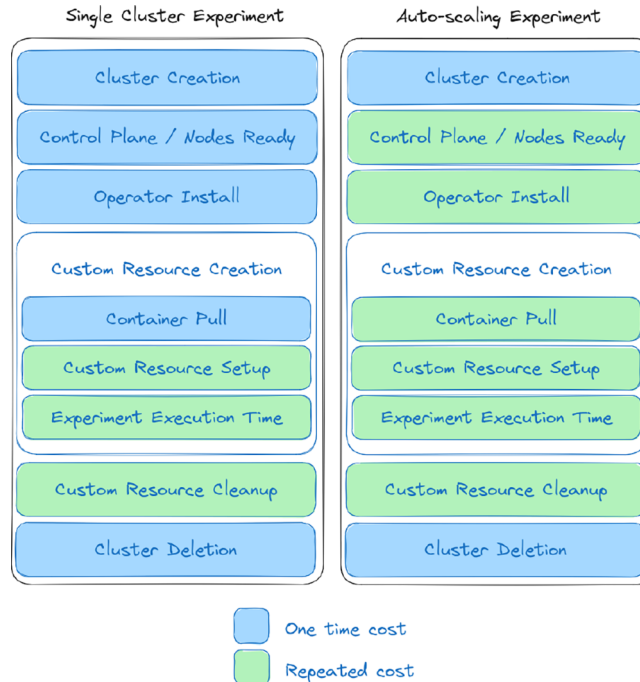 Single Cluster Experiment
Cluster Creation
Control Plane / Nodes Ready
Operator Install
Custom Resource Creation
Container Pull
Custom Resource Setup
Experiment Execution Time
Custom Resource Cleanup
Cluster Deletion
Auto-scaling Experiment
Cluster Creation
Control Plane / Nodes Ready
Operator Install
Custom Resource Creation
Container Pull
Custom Resource Setup
Experiment Execution Time
Custom Resource Cleanup
Cluster Deletion
One time cost
Repeated cost